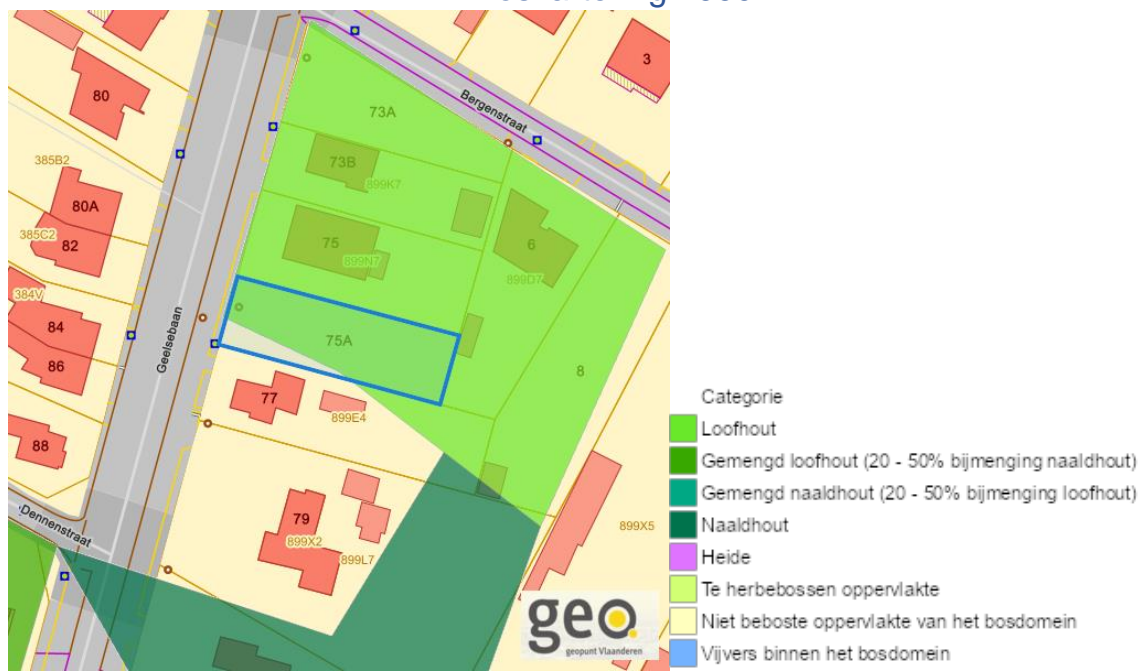 3
80
73A
Bergenstraat
73B
899K7
385B2
80A
82
385C2
75
899N7
6
899D7
384V
84
86
Geelsebaan
75A
8
77
899E4
88
79
899X2
899L7
899X5
Dennenstraat
geo.
geopunt Vlaanderen
Categorie
Loofhout
Gemengd loofhout (20 - 50% bijmenging naaldhout)
Gemengd naaldhout (20 - 50% bijmenging loofhout)
Naaldhout
Heide
Te herbebossen oppervlakte
Niet beboste oppervlakte van het bosdomein
Vijvers binnen het bosdomein